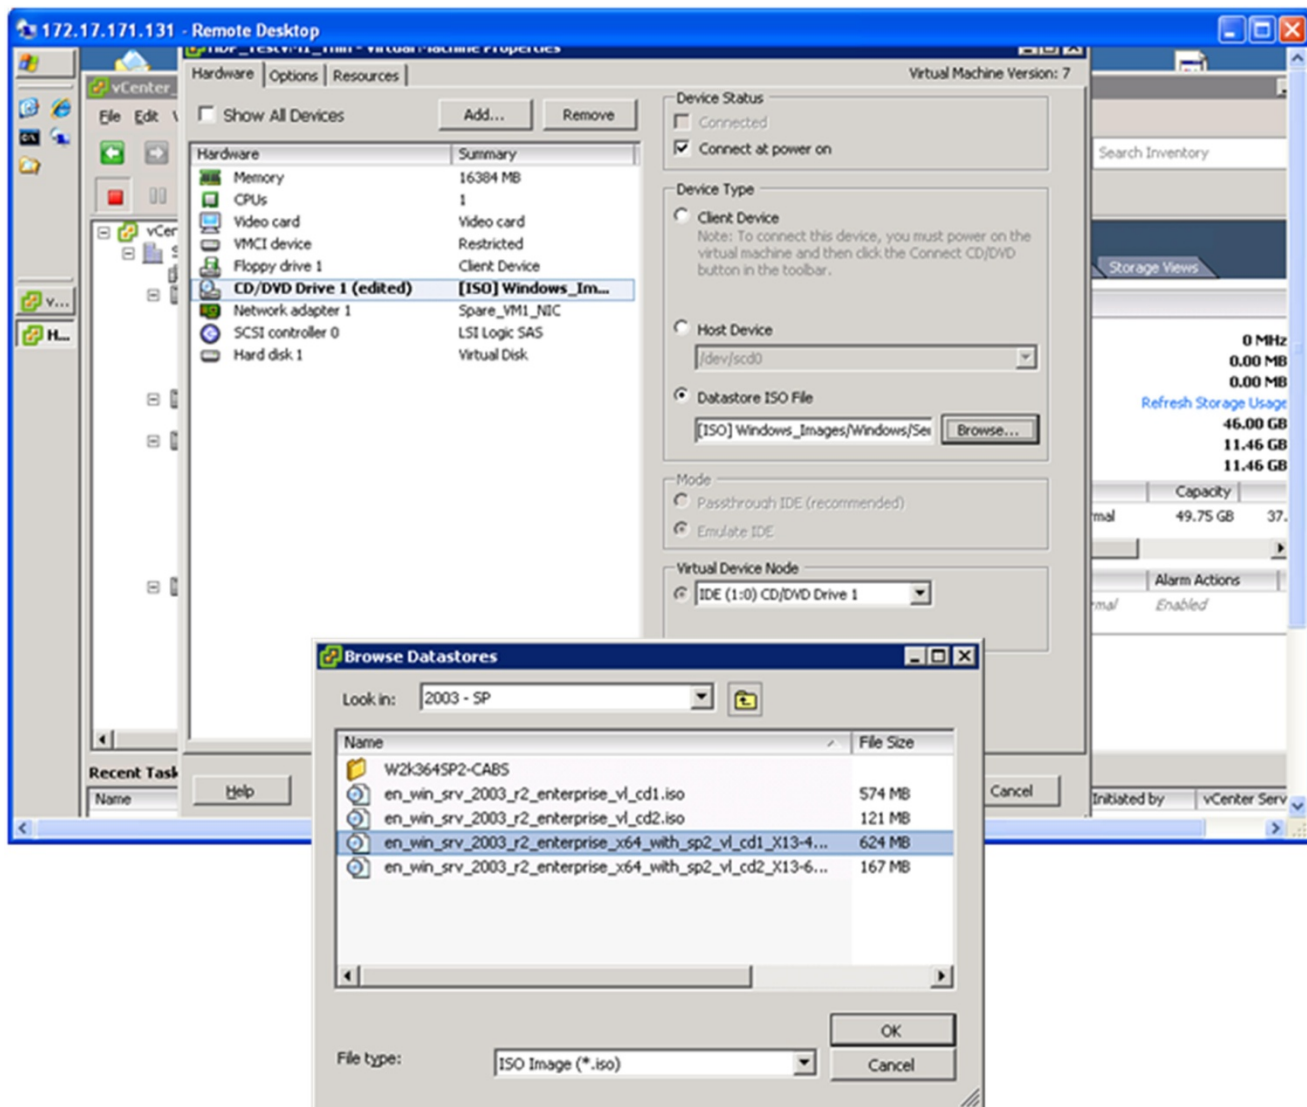 172.17.171.131 - Remote Desktop
HDF_TestVM1_Thin - Virtual Machine Properties
Hardware Options Resources Virtual Machine Version: 7
vCenter_
File Edit V
Show All Devices Add... Remove
Hardware Summary
Memory 16384 MB
CPUs 1
Video card Video card
VMCI device Restricted
Floppy drive 1 Client Device
CD/DVD Drive 1 (edited) [ISO] Windows_Im...
Network adapter 1 Spare_VM1_NIC
SCSI controller 0 LSI Logic SAS
Hard disk 1 Virtual Disk
vCer
S
v...
H...
Device Status
Connected
Connect at power on
Device Type
Client Device
Note: To connect this device, you must power on the
virtual machine and then click the Connect CD/DVD
button in the toolbar.
Host Device
/dev/scd0
Datastore ISO File
[ISO] Windows_Images/Windows/Se Browse...
Mode
Passthrough IDE (recommended)
Emulate IDE
Virtual Device Node
IDE (1:0) CD/DVD Drive 1
Search Inventory
Storage Views
0 MHz
0.00 MB
0.00 MB
Refresh Storage Usage
46.00 GB
11.46 GB
11.46 GB
Capacity
rmal 49.75 GB 37.
Alarm Actions
rmal Enabled
Recent Task
Name
Help Cancel
Initiated by vCenter Serv
Browse Datastores
Look in: 2003 - SP
Name File Size
W2k364SP2-CABS
en_win_srv_2003_r2_enterprise_vl_cd1.iso 574 MB
en_win_srv_2003_r2_enterprise_vl_cd2.iso 121 MB
en_win_srv_2003_r2_enterprise_x64_with_sp2_vl_cd1_X13-4... 624 MB
en_win_srv_2003_r2_enterprise_x64_with_sp2_vl_cd2_X13-6... 167 MB
OK
File type: ISO Image (*.iso) Cancel